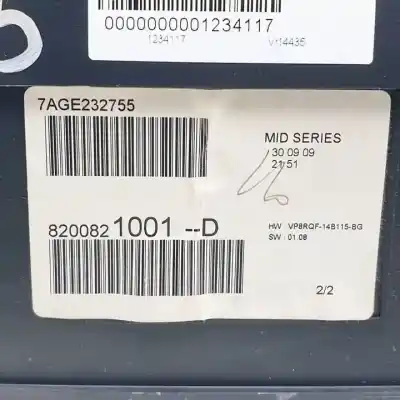 0000000001234117
1234117 V114435
7AGE232755
MID SERIES
30 09 09
21:51
8200821001 --D
HW VP8RQF-14B115-BG
SW 01.08
2/2